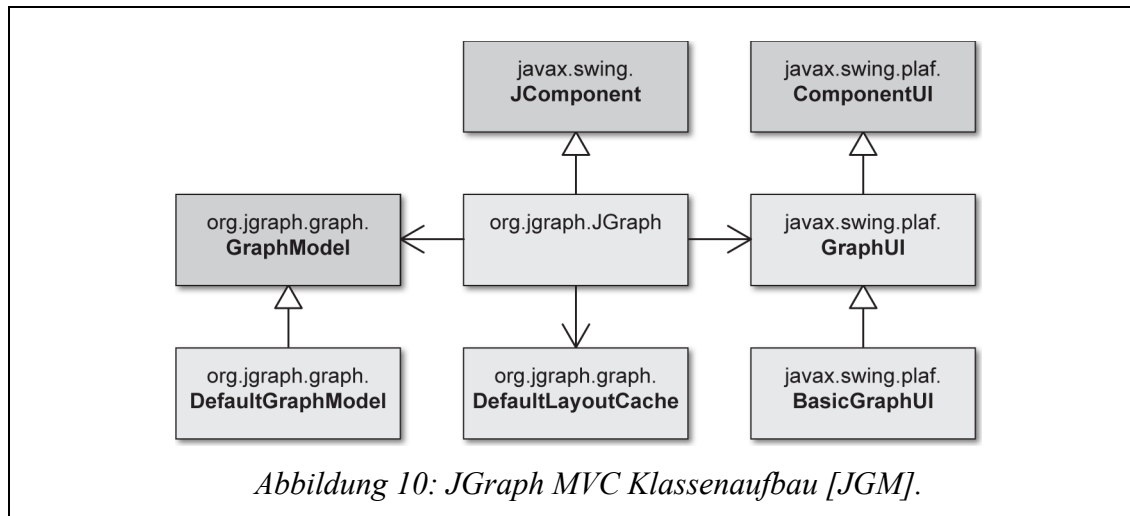 javax.swing.
JComponent
javax.swing.plaf.
ComponentUI
org.jgraph.graph.
GraphModel
org.jgraph.JGraph
javax.swing.plaf.
GraphUI
org.jgraph.graph.
DefaultGraphModel
org.jgraph.graph.
DefaultLayoutCache
javax.swing.plaf.
BasicGraphUI
Abbildung 10: JGraph MVC Klassenaufbau [JGM].